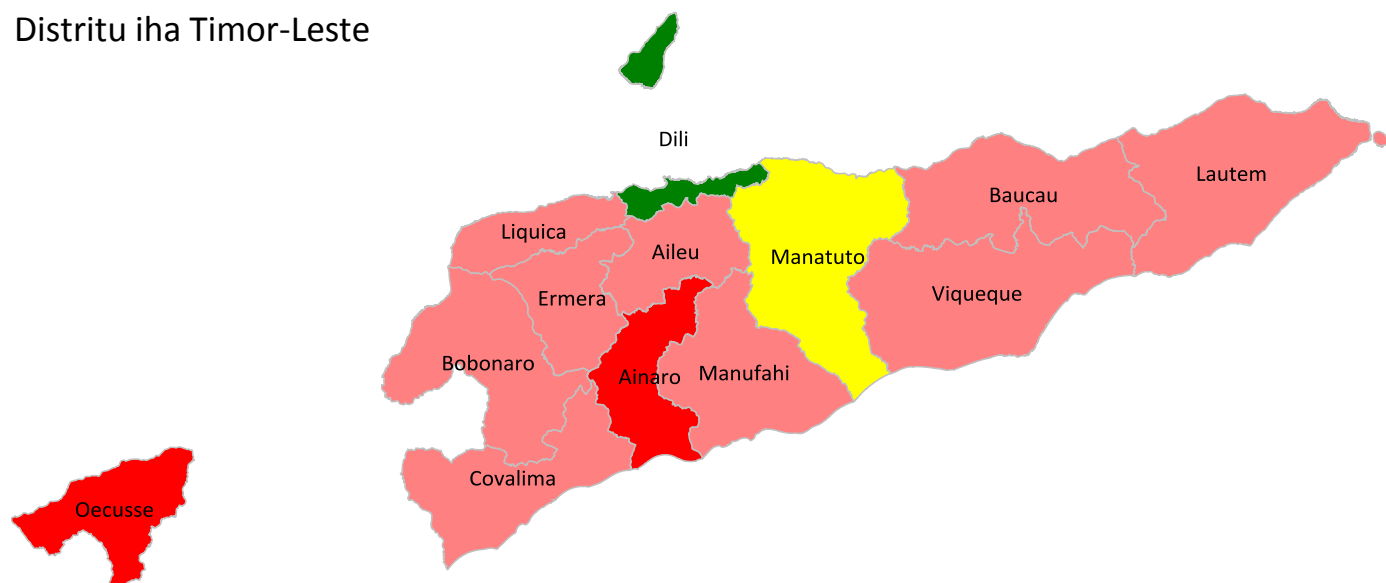 Distritu iha Timor-Leste
Dili
Lautem
Baucau
Liquica
Aileu
Manatuto
Ermera
Viqueque
Bobonaro
Ainaro
Manufahi
Covalima
Oecusse